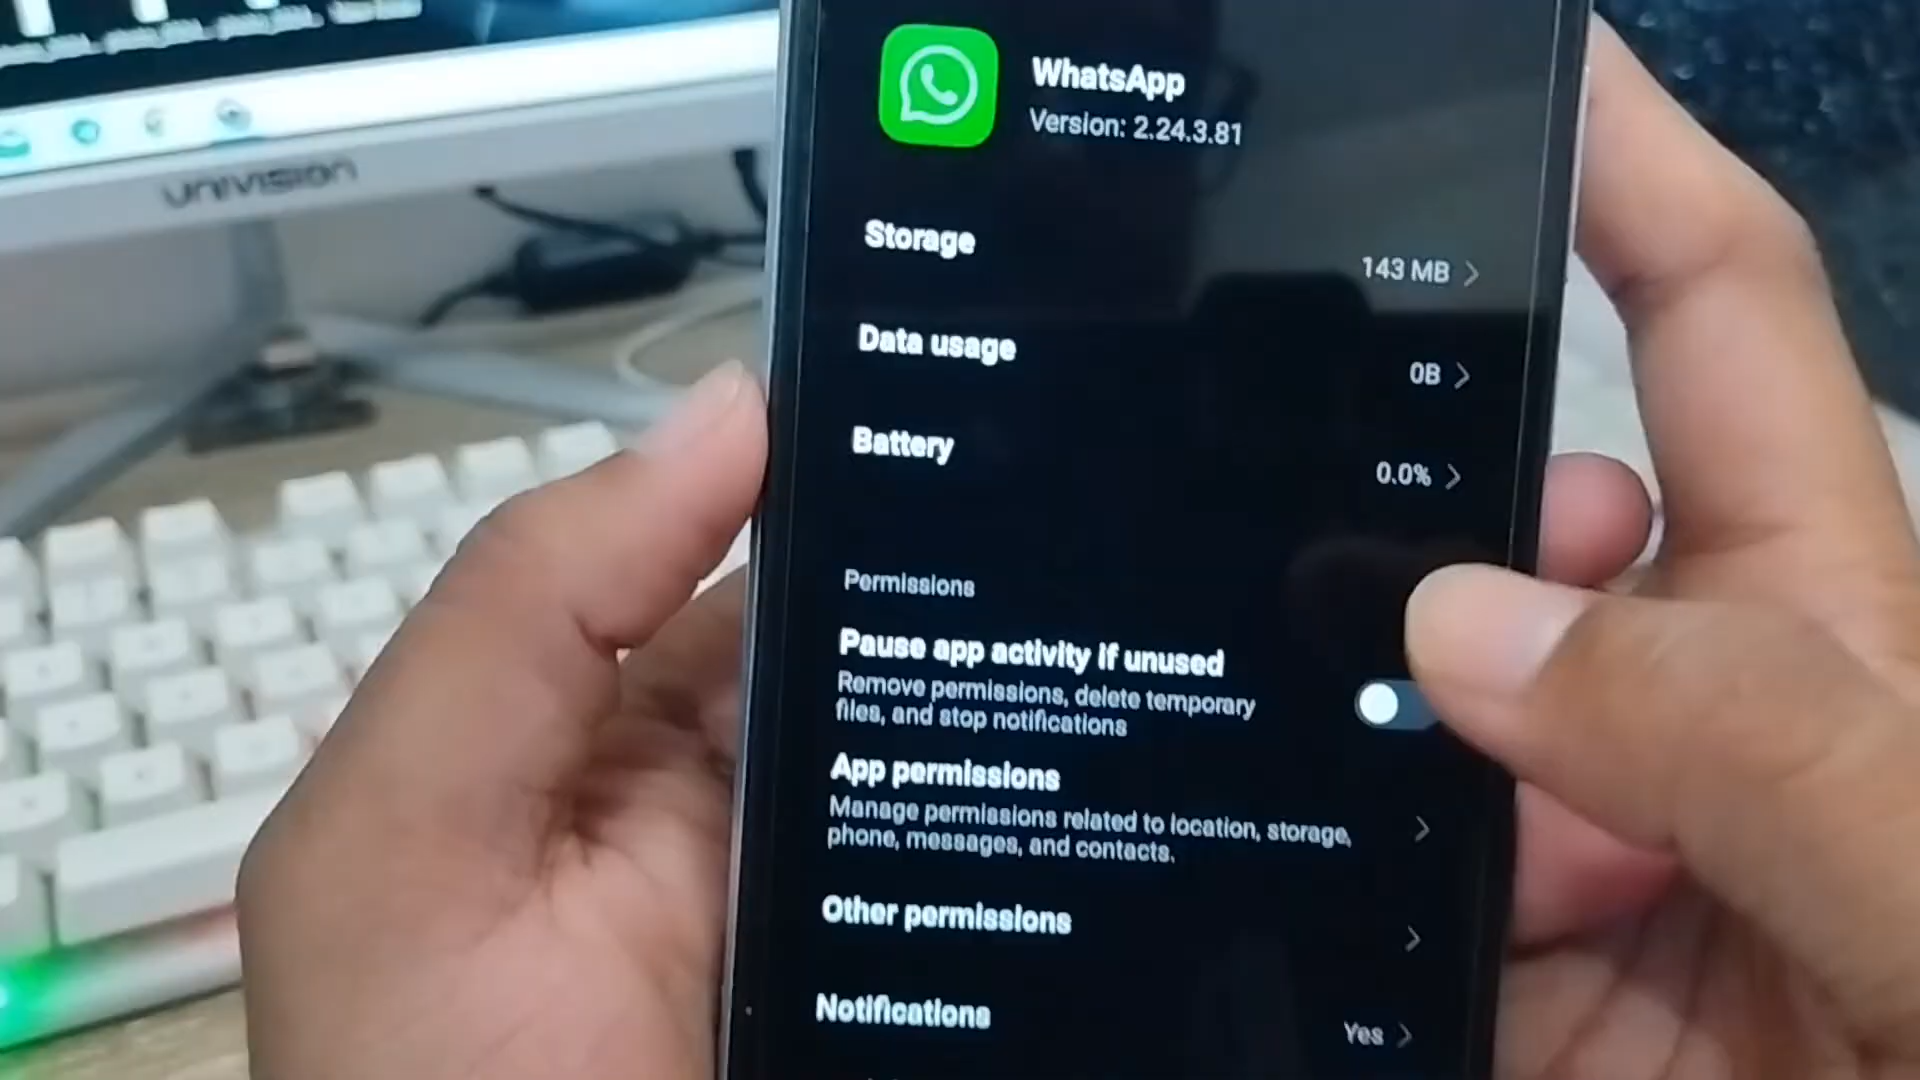 UNIVISION
WhatsApp
Version: 2.24.3.81
Storage
143 MB
Data usage
0B
Battery
0.0%
Permissions
Pause app activity if unused
Remove permissions, delete temporary
files, and stop notifications
App permissions
Manage permissions related to location, storage,
phone, messages, and contacts.
Other permissions
Notifications
Yes